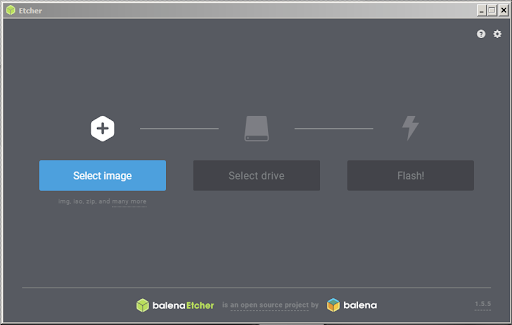 Etcher
Select image
Select drive
Flash!
img, iso, zip, and many more
balenaEtcher is an open source project by balena
1.5.5